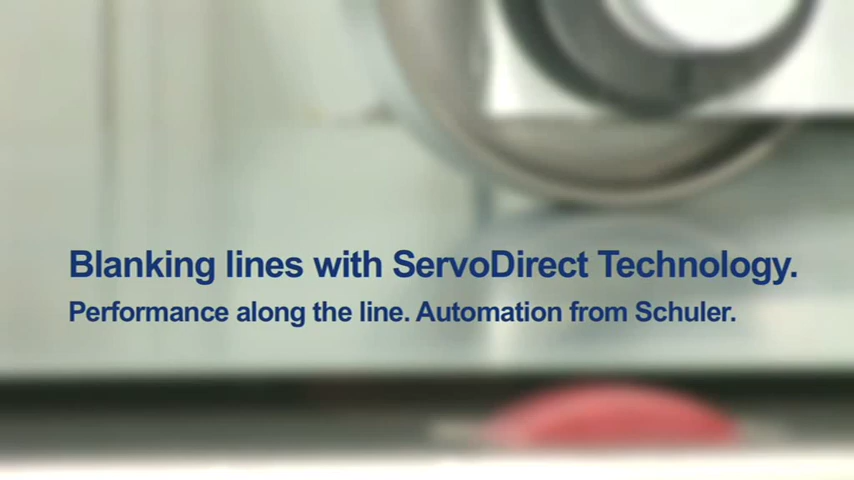 Blanking lines with ServoDirect Technology.
Performance along the line. Automation from Schuler.